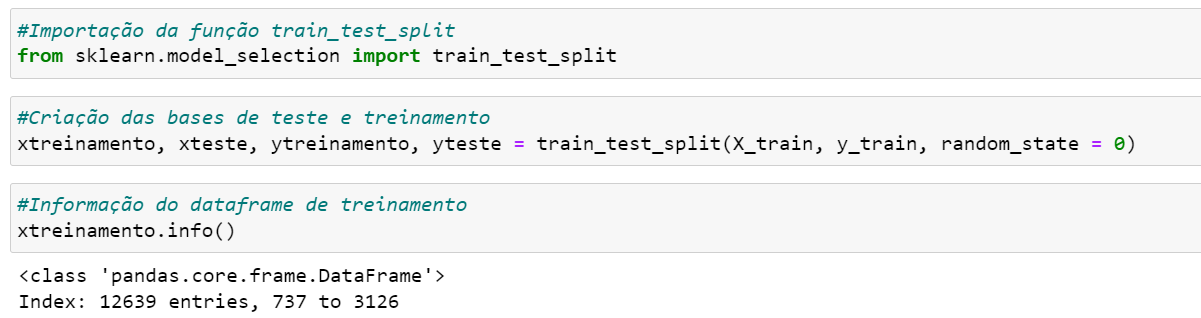 #Importação da função train_test_split
from sklearn.model_selection import train_test_split
#Criação das bases de teste e treinamento
xtreinamento, xteste, ytreinamento, yteste = train_test_split(X_train, y_train, random_state = 0)
#Informação do dataframe de treinamento
xtreinamento.info()
<class 'pandas.core.frame.DataFrame'>
Index: 12639 entries, 737 to 3126